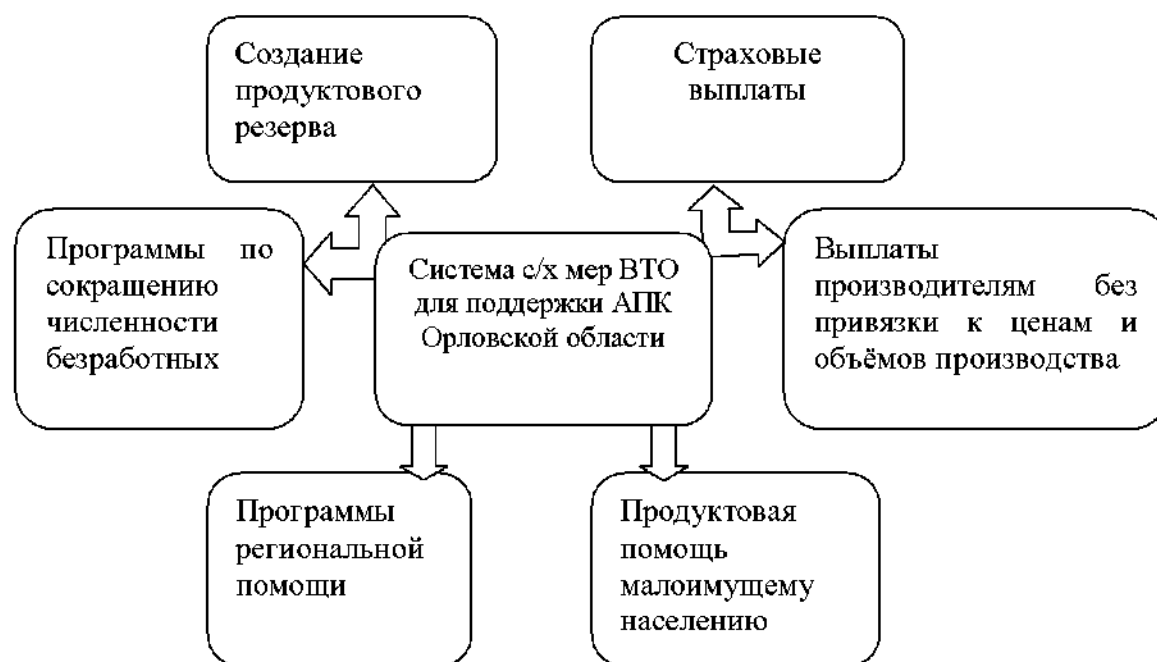 Создание
продуктового
резерва
Страховые
выплаты
Программы по
сокращению
численности
безработных
Система с/х мер ВТО
для поддержки АПК
Орловской области
Выплаты
производителям без
привязки к ценам и
объёмов производства
Программы
региональной
помощи
Продуктовая
помощь
малоимущему
населению